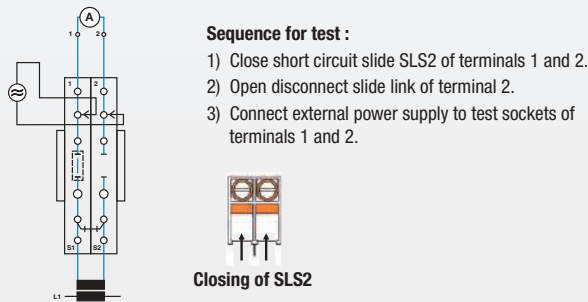 A
1 2
Sequence for test :
1) Close short circuit slide SLS2 of terminals 1 and 2.
2) Open disconnect slide link of terminal 2.
3) Connect external power supply to test sockets of
terminals 1 and 2.
1 2
S1 S2
L1
Closing of SLS2